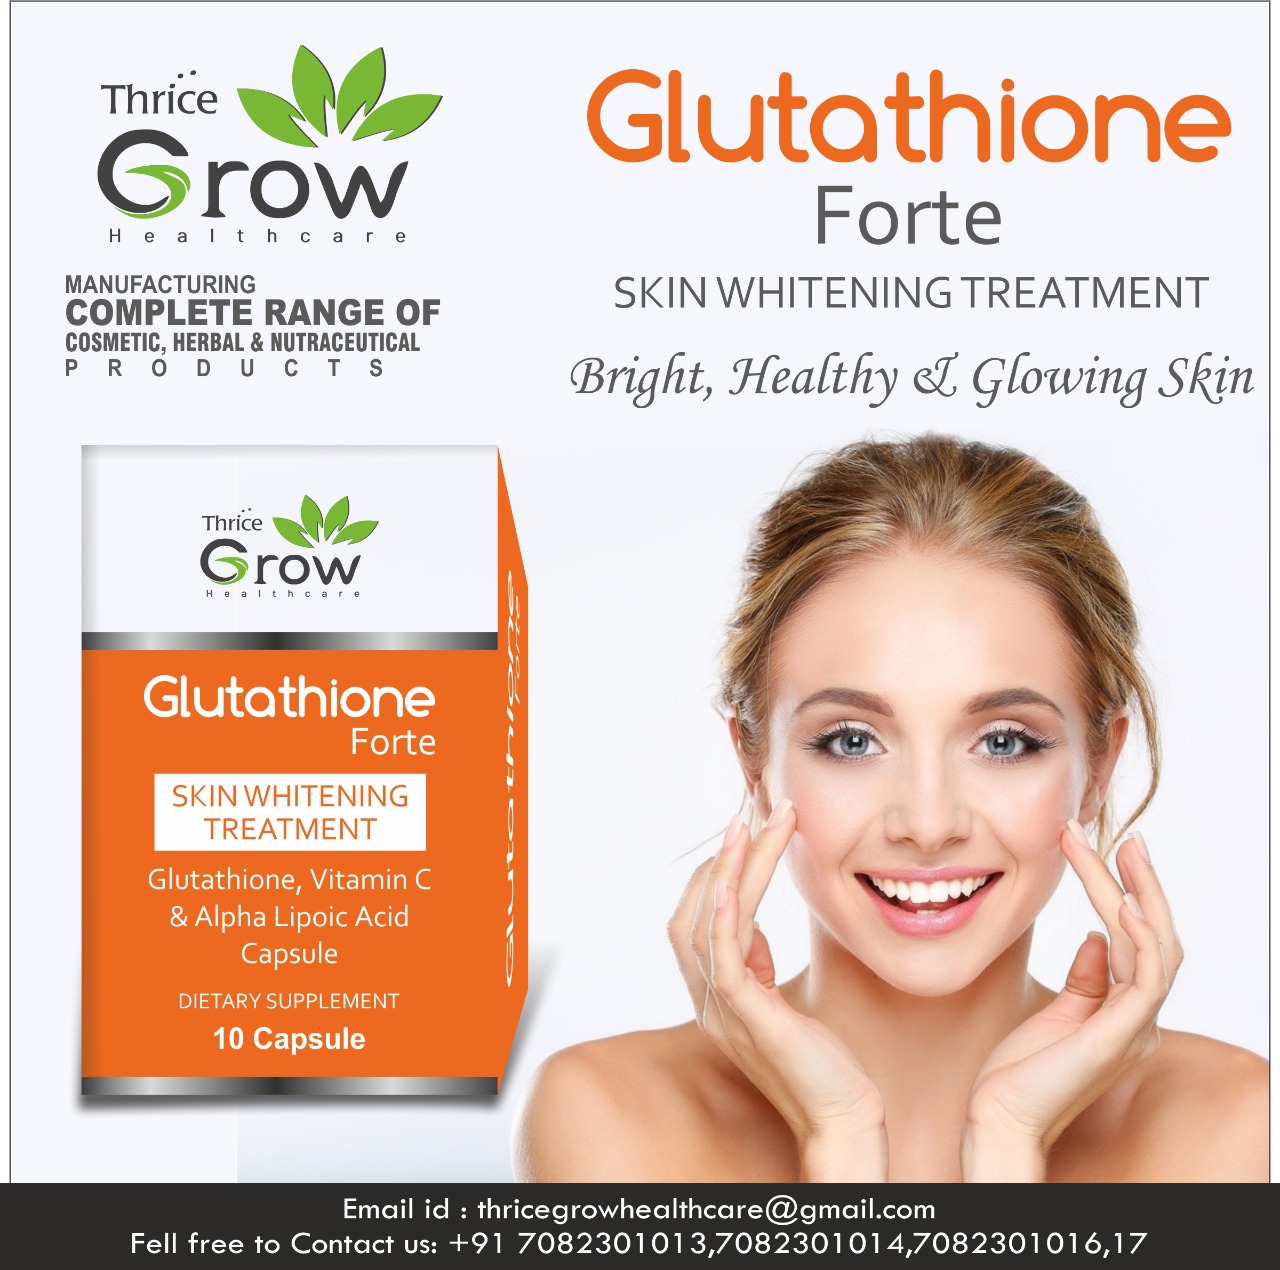 Thrice
Grow
Healthcare
MANUFACTURING
COMPLETE RANGE OF
COSMETIC, HERBAL & NUTRACEUTICAL
PRODUCTS
Glutathione
Forte
SKIN WHITENING TREATMENT
Bright, Healthy & Glowing Skin
Thrice
Grow
Healthcare
Glutathione
Forte
SKIN WHITENING
TREATMENT
Glutathione, Vitamin C
& Alpha Lipoic Acid
Capsule
DIETARY SUPPLEMENT
10 Capsule
Glutathione
Forte
Email id : thricegrowhealthcare@gmail.com
Fell free to Contact us: +91 7082301013,7082301014,7082301016,17